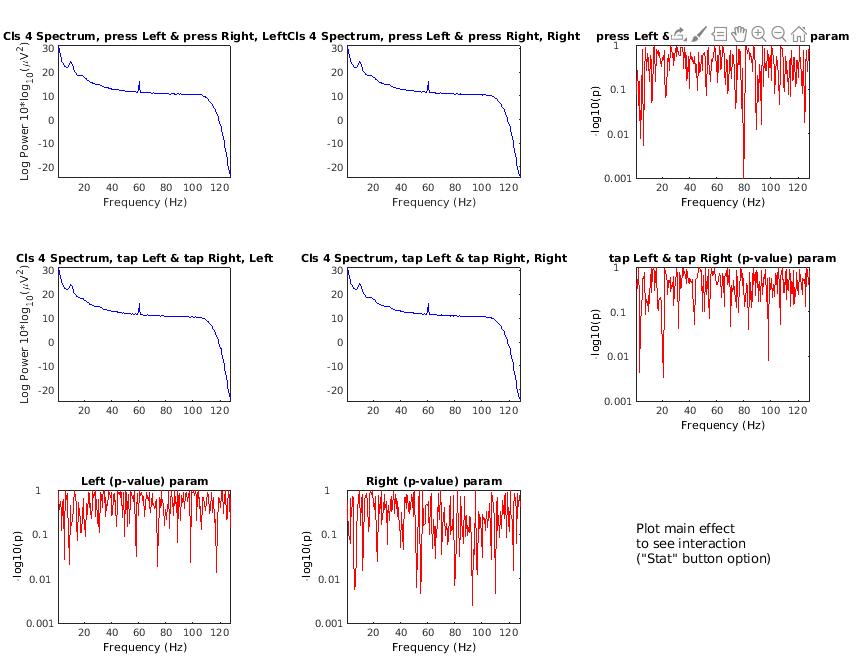 Cls 4 Spectrum, press Left & press Right, Left
Cls 4 Spectrum, press Left & press Right, Right
press Left & param
30
20
10
0
-10
-20
Log Power 10*log10(μV2)
20 40 60 80 100 120
Frequency (Hz)
30
20
10
0
-10
-20
20 40 60 80 100 120
Frequency (Hz)
1
0.1
0.01
0.001
-log10(p)
20 40 60 80 100 120
Frequency (Hz)
Cls 4 Spectrum, tap Left & tap Right, Left
Cls 4 Spectrum, tap Left & tap Right, Right
tap Left & tap Right (p-value) param
30
20
10
0
-10
-20
Log Power 10*log10(μV2)
20 40 60 80 100 120
Frequency (Hz)
30
20
10
0
-10
-20
20 40 60 80 100 120
Frequency (Hz)
1
0.1
0.01
0.001
-log10(p)
20 40 60 80 100 120
Frequency (Hz)
Left (p-value) param
1
0.1
0.01
0.001
-log10(p)
20 40 60 80 100 120
Frequency (Hz)
Right (p-value) param
1
0.1
0.01
0.001
-log10(p)
20 40 60 80 100 120
Frequency (Hz)
Plot main effect
to see interaction
("Stat" button option)